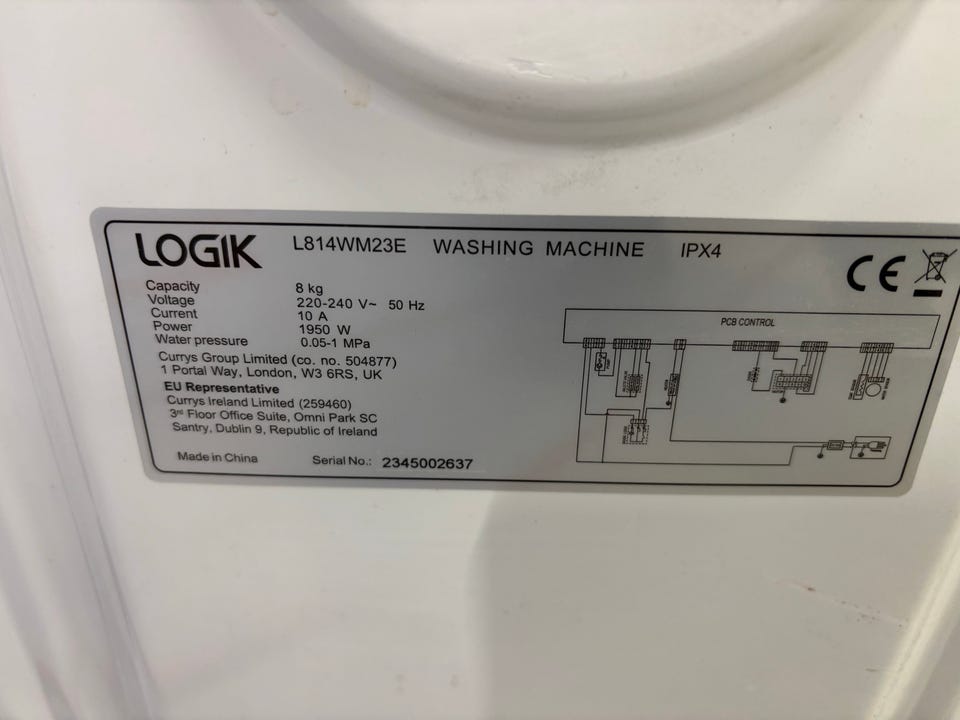 LOGIK L814WM23E WASHING MACHINE IPX4
CE
Capacity 8 kg
Voltage 220-240 V~ 50 Hz
Current 10 A
Power 1950 W
Water pressure 0.05-1 MPa
Currys Group Limited (co. no. 504877)
1 Portal Way, London, W3 6RS, UK
EU Representative
Currys Ireland Limited (259460)
3rd Floor Office Suite, Omni Park SC
Santry, Dublin 9, Republic of Ireland
Made in China Serial No.: 2345002637
PCB CONTROL